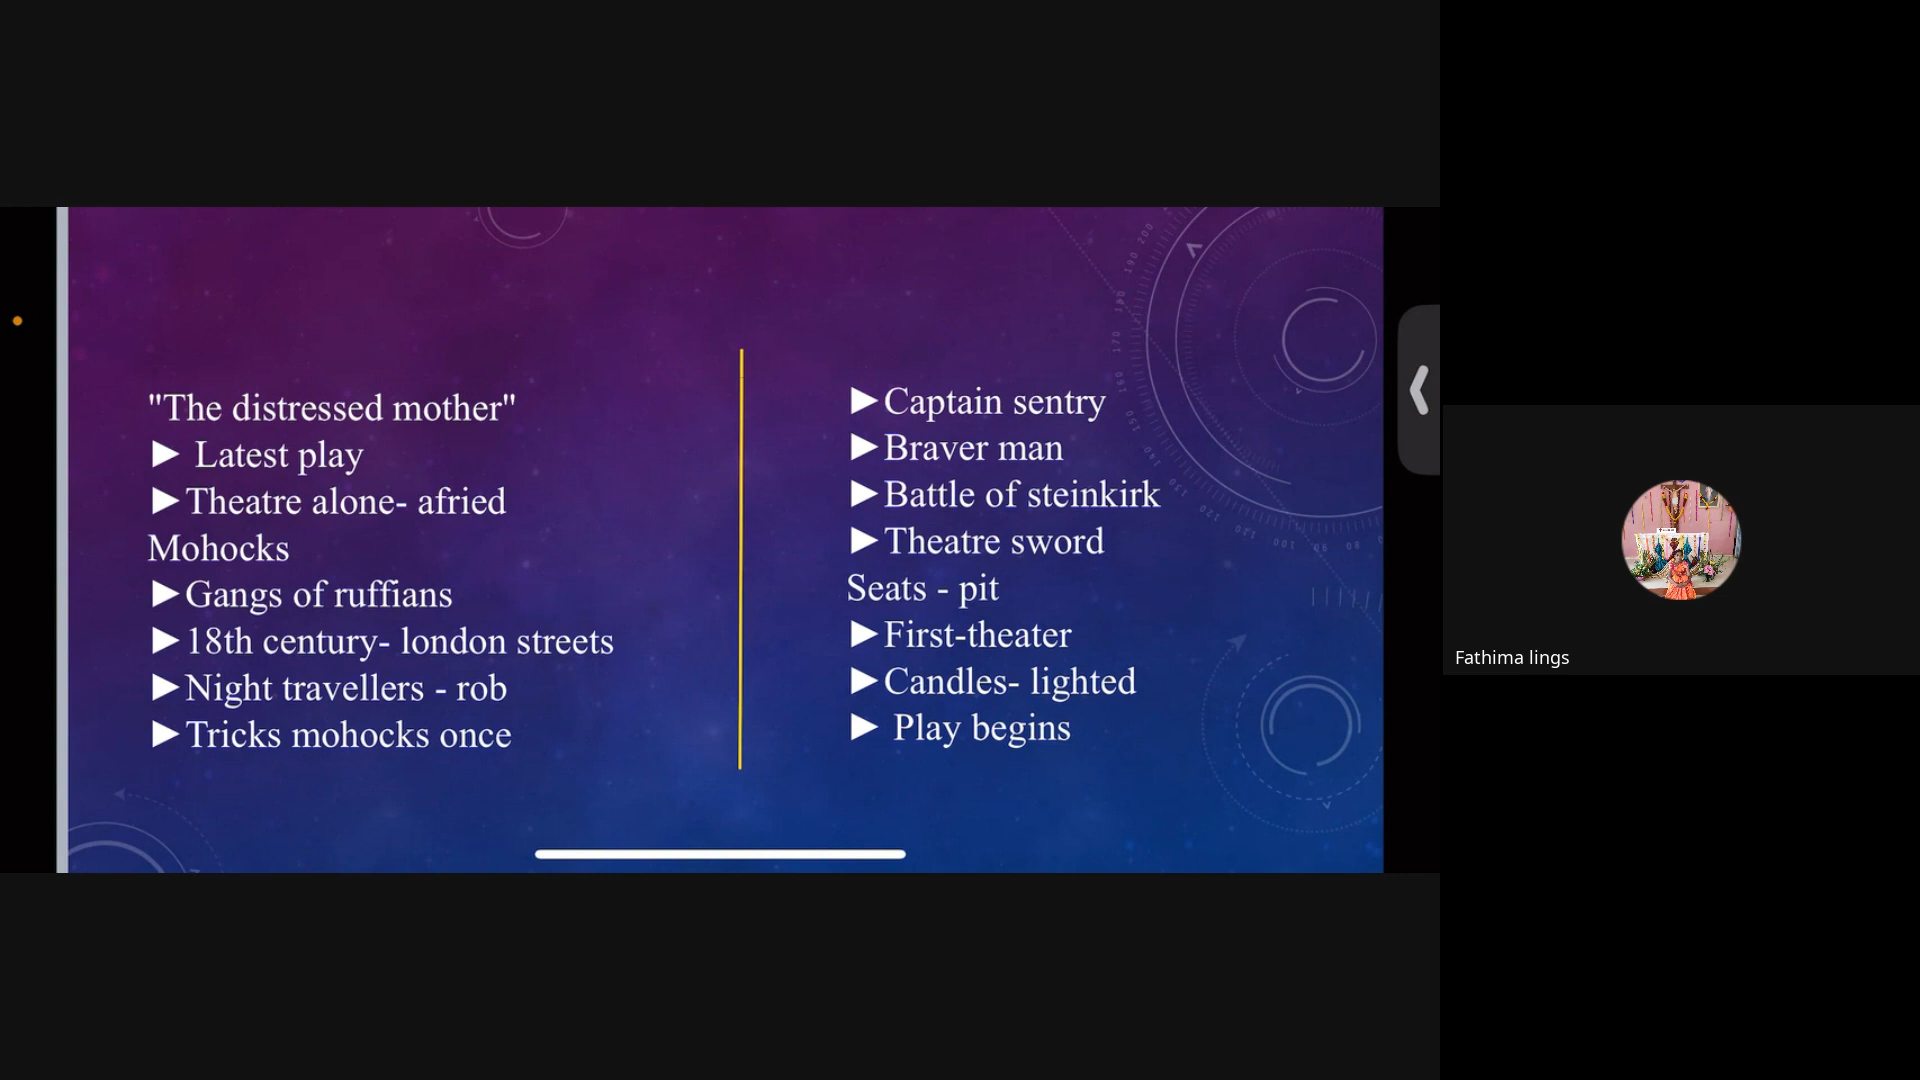 "The distressed mother"
► Latest play
►Theatre alone- afried
Mohocks
►Gangs of ruffians
►18th century- london streets
►Night travellers - rob
►Tricks mohocks once
►Captain sentry
►Braver man
►Battle of steinkirk
►Theatre sword
Seats - pit
►First-theater
►Candles- lighted
► Play begins
Fathima lings